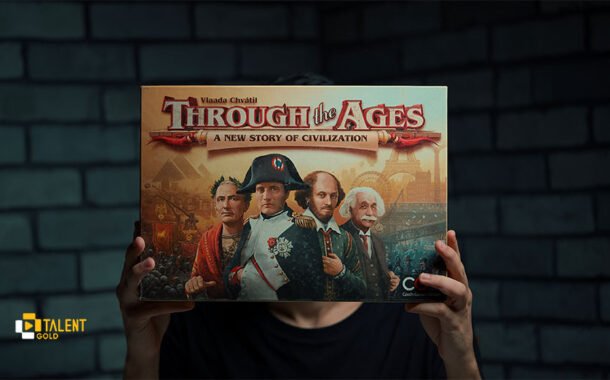 Vlaada Chvátil
THROUGH the AGES
A NEW STORY OF CIVILIZATION
TALENT
GOLD